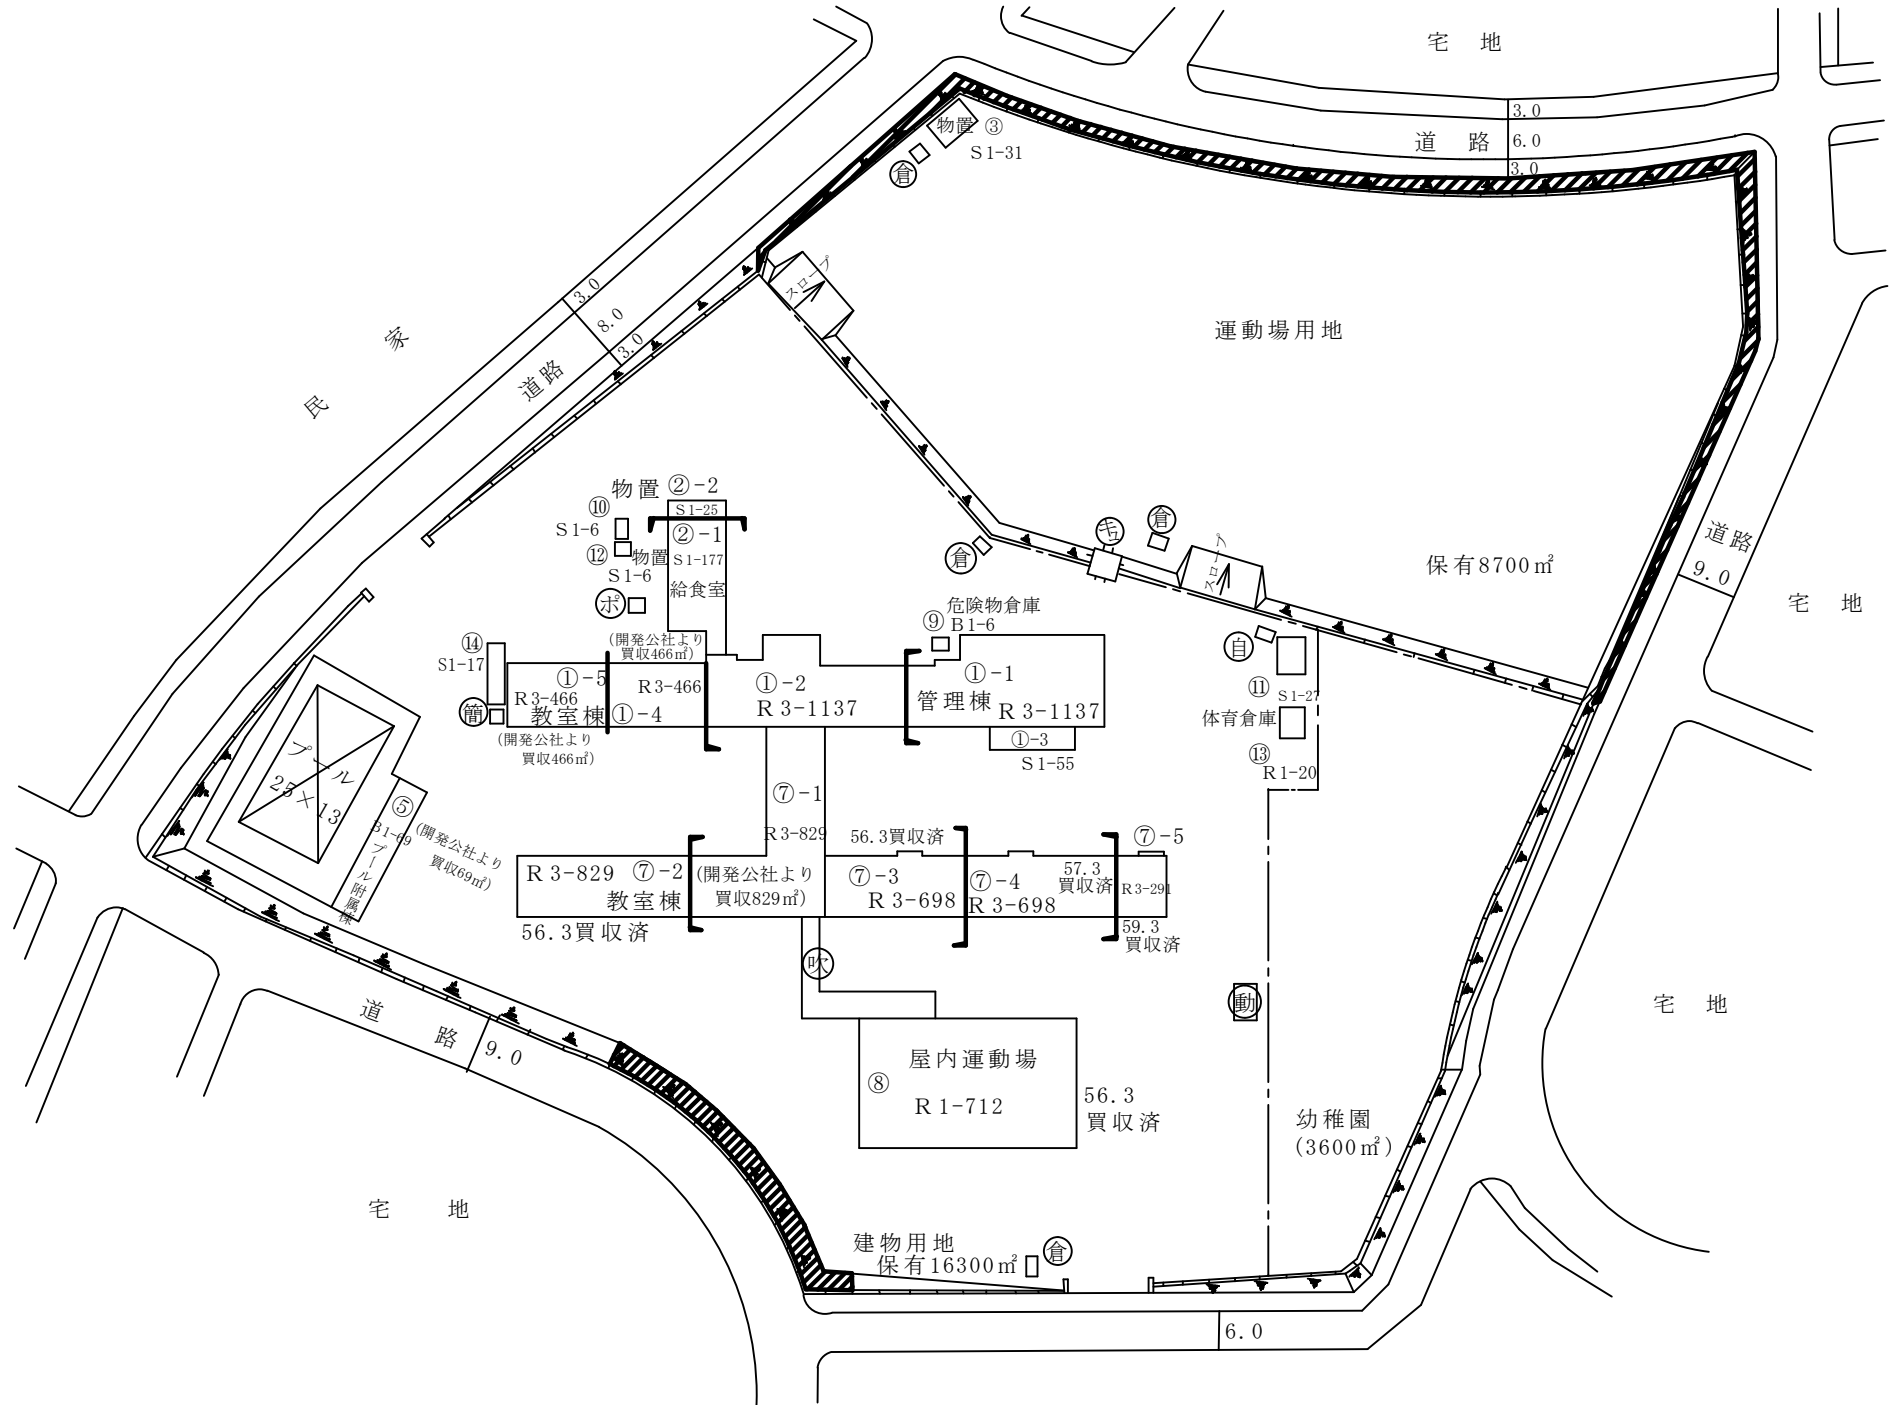 宅 地
3.0
道 路
6.0
3.0
物置 ③
S1-31
倉
スロープ
3.0
8.0
3.0
道路
民 家
運動場用地
物置 ②-2
S1-25
⑩
S1-6
②-1
⑫ 物置
S1-6
S1-177
給食室
ポ
倉
倉
スロープ
保有8700㎡
道路
9.0
宅 地
危険物倉庫
⑨ B1-6
自
⑪ S1-27
体育倉庫
⑬
R1-20
⑭
S1-17
簡
(開発公社より
買収466㎡)
①-5
R3-466
R3-466
教室棟 ①-4
(開発公社より
買収466㎡)
①-2
R3-1137
①-1
管理棟 R3-1137
①-3
S1-55
プール
25×13
⑤
B1-69
プール附属棟
(開発公社より
買収69㎡)
⑦-1
R3-829
56.3買収済
⑦-5
R3-829 ⑦-2
教室棟
(開発公社より
買収829㎡)
⑦-3
R3-698
⑦-4
R3-698
57.3
買収済
R3-291
56.3買収済
59.3
買収済
吹
動
宅 地
道 路
9.0
屋内運動場
⑧
R1-712
56.3
買収済
幼稚園
(3600㎡)
宅 地
建物用地
保有16300㎡
倉
6.0